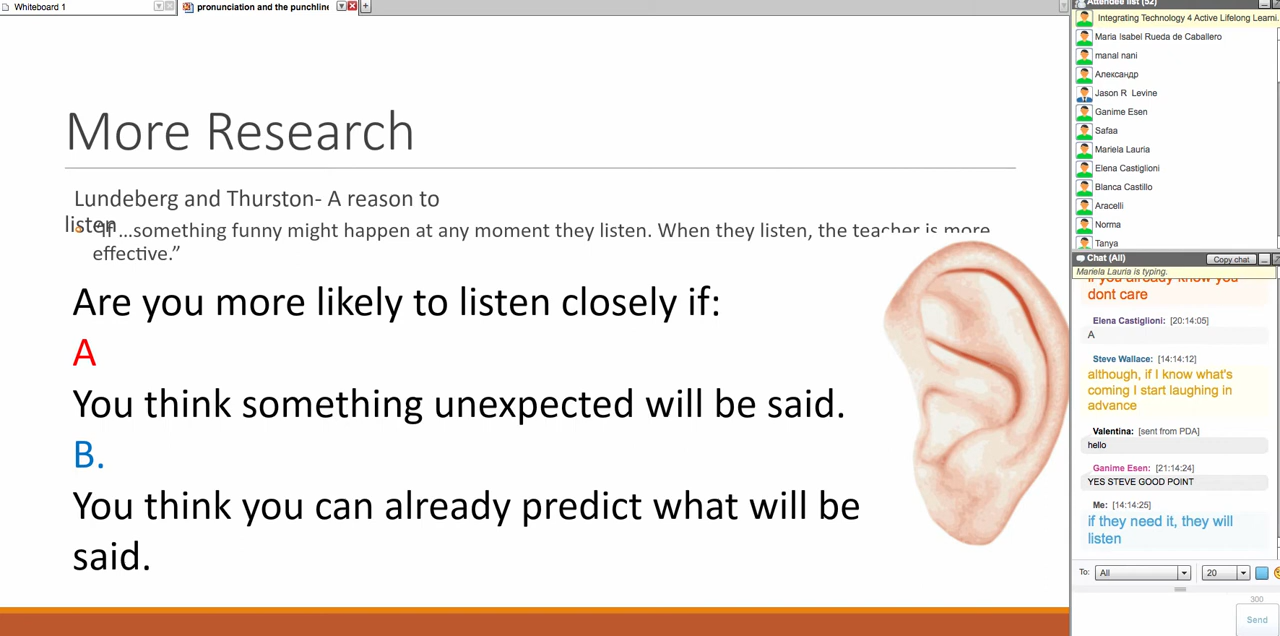 Whiteboard 1
pronunciation and the punchline
More Research
Lundeberg and Thurston- A reason to
listen
"If …something funny might happen at any moment they listen. When they listen, the teacher is more
effective.”
Are you more likely to listen closely if:
A
You think something unexpected will be said.
B.
You think you can already predict what will be
said.
Attendee list (52)
Integrating Technology 4 Active Lifelong Learni.
Maria Isabel Rueda de Caballero
manal nani
Александр
Jason R Levine
Ganime Esen
Safaa
Mariela Lauria
Elena Castiglioni
Blanca Castillo
Aracelli
Norma
Tanya
Chat (All)
Copy chat
Mariela Lauria is typing.
if you already know you
dont care
Elena Castiglioni: [20:14:05]
A
Steve Wallace: [14:14:12]
although, if I know what's
coming I start laughing in
advance
Valentina: [sent from PDA]
hello
Ganime Esen: [21:14:24]
YES STEVE GOOD POINT
Me: [14:14:25]
if they need it, they will
listen
To: All 20
300
Send